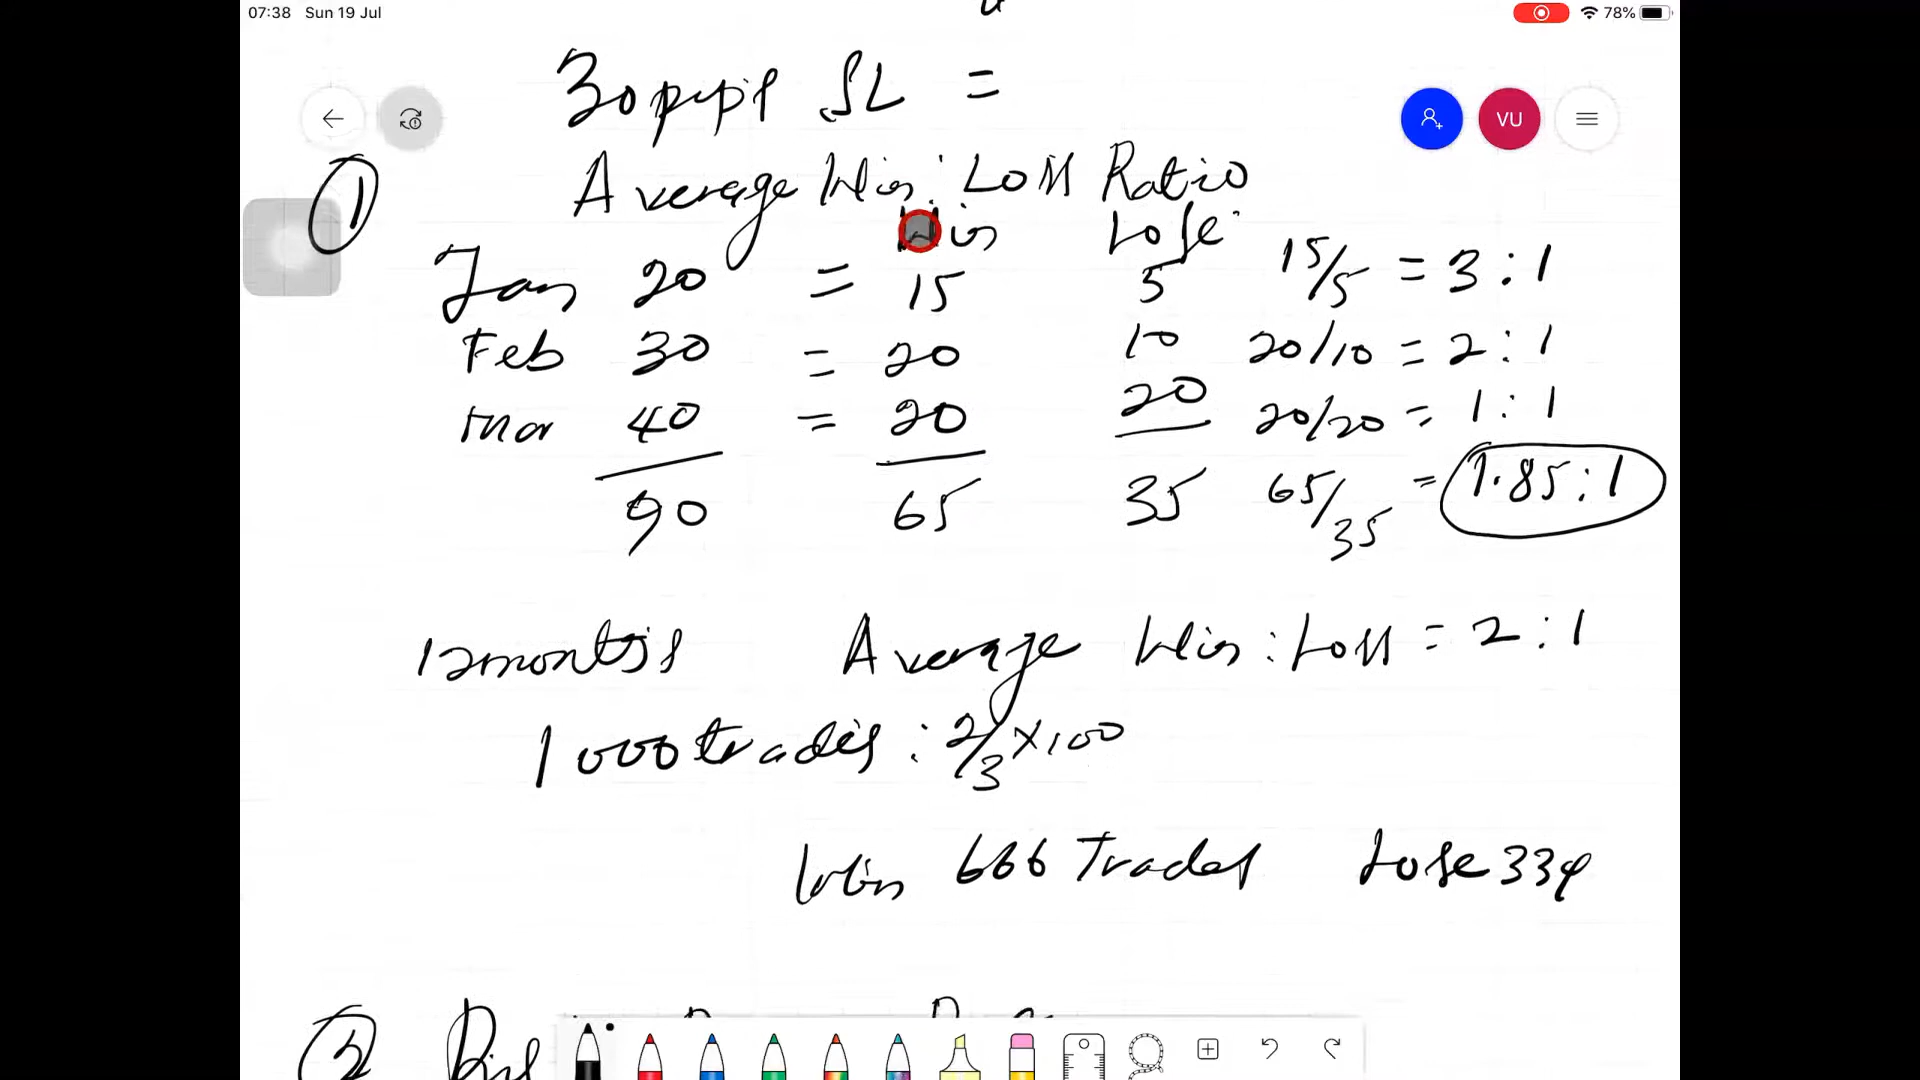 07:38 Sun 19 Jul 78%
30 pips SL =
VU
1 Average Win: Loss Ratio
Win Lose
Jan 20 = 15 5 15/5 = 3:1
Feb 30 = 20 10 20/10 = 2:1
Mar 40 = 20 20 20/20 = 1:1
90 65 35 65/35 = 1.85:1
12 months Average Win: Loss = 2:1
1000 trades: 2/3 x 100
Win 666 Trades Lose 334
2